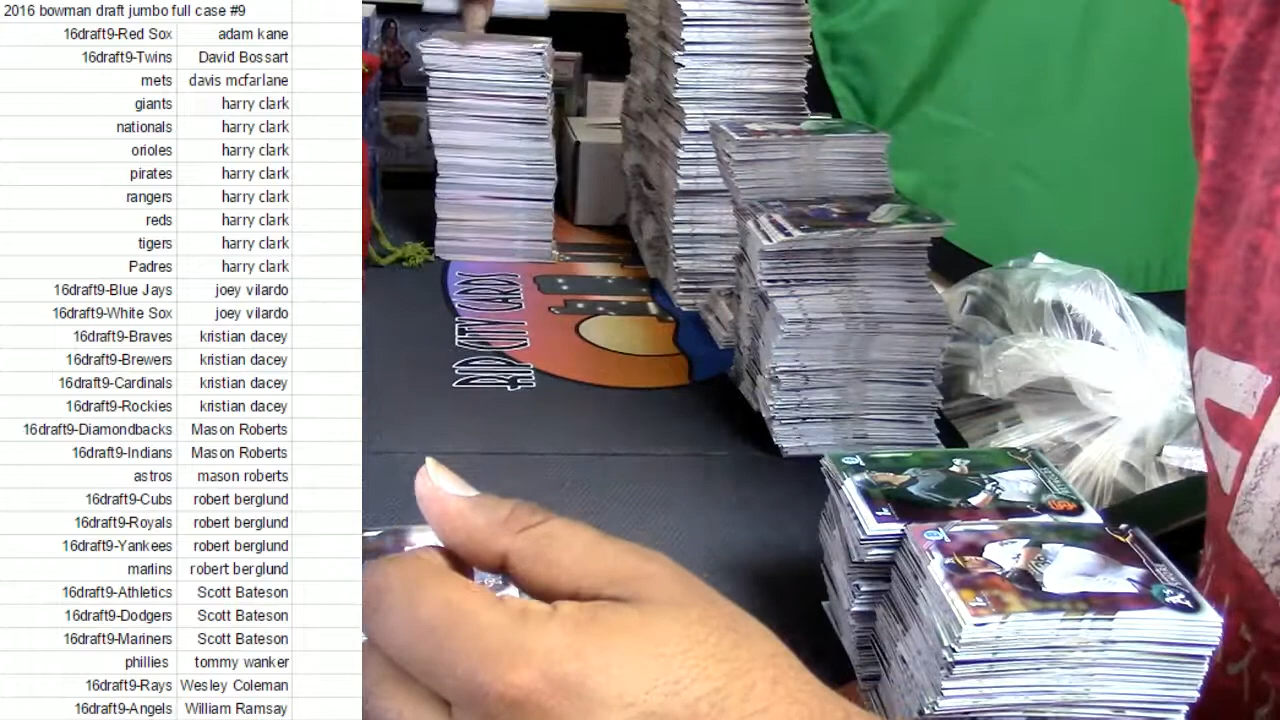 2016 bowman draft jumbo full case #9
16draft9-Red Sox adam kane
16draft9-Twins David Bossart
mets davis mcfarlane
giants harry clark
nationals harry clark
orioles harry clark
pirates harry clark
rangers harry clark
reds harry clark
tigers harry clark
Padres harry clark
16draft9-Blue Jays joey vilardo
16draft9-White Sox joey vilardo
16draft9-Braves kristian dacey
16draft9-Brewers kristian dacey
16draft9-Cardinals kristian dacey
16draft9-Rockies kristian dacey
16draft9-Diamondbacks Mason Roberts
16draft9-Indians Mason Roberts
astros mason roberts
16draft9-Cubs robert berglund
16draft9-Royals robert berglund
16draft9-Yankees robert berglund
marlins robert berglund
16draft9-Athletics Scott Bateson
16draft9-Dodgers Scott Bateson
16draft9-Mariners Scott Bateson
phillies tommy wanker
16draft9-Rays Wesley Coleman
16draft9-Angels William Ramsay
RIP CITY CARDS